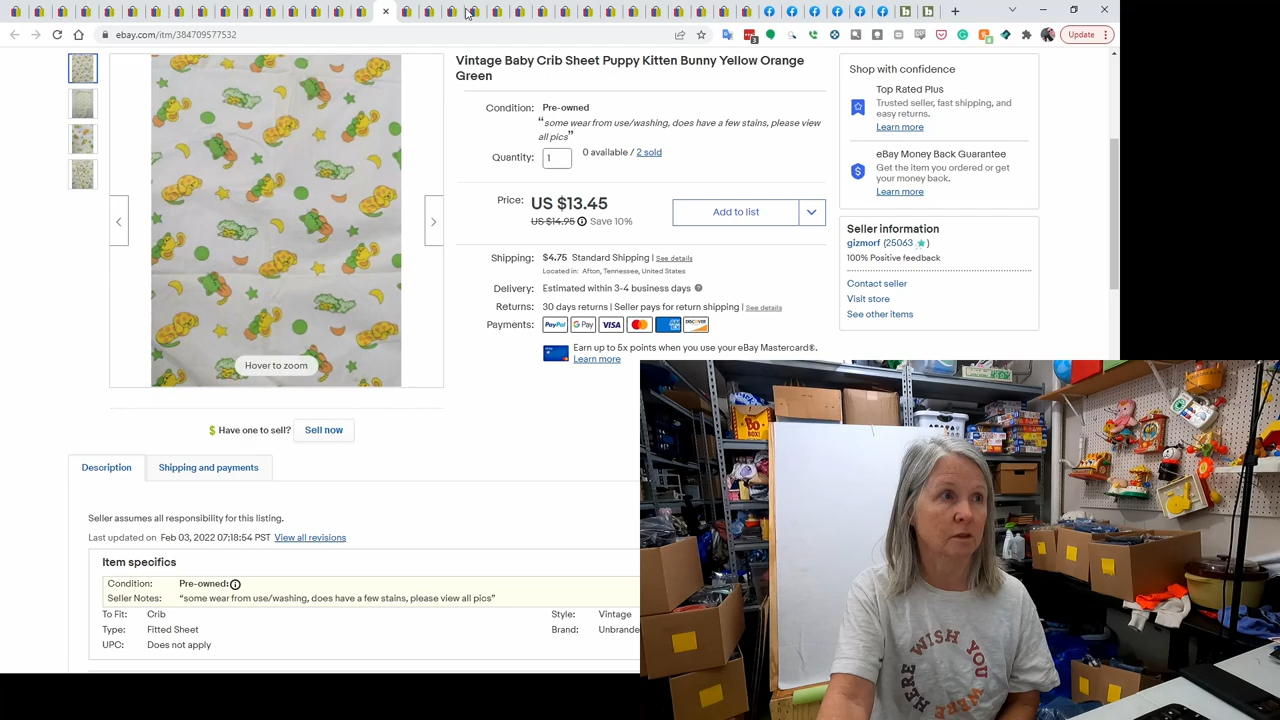 ebay.com/itm/384709577532
Update
3
8
Vintage Baby Crib Sheet Puppy Kitten Bunny Yellow Orange
Green
Condition: Pre-owned
“some wear from use/washing, does have a few stains, please view
all pics”
Quantity: 1 0 available / 2 sold
Price: US $13.45
US $14.95 Save 10%
Add to list
Shipping: $4.75 Standard Shipping | See details
Located in: Afton, Tennessee, United States
Delivery: Estimated within 3-4 business days
Returns: 30 days returns | Seller pays for return shipping | See details
Payments: PayPal G Pay VISA DISCOVER
Earn up to 5x points when you use your eBay Mastercard®.
Learn more
Shop with confidence
Top Rated Plus
Trusted seller, fast shipping, and
easy returns.
Learn more
eBay Money Back Guarantee
Get the item you ordered or get
your money back.
Learn more
Seller information
gizmorf (25063)
100% Positive feedback
Contact seller
Visit store
See other items
Hover to zoom
$ Have one to sell? Sell now
Description
Shipping and payments
Seller assumes all responsibility for this listing.
Last updated on Feb 03, 2022 07:18:54 PST View all revisions
Item specifics
Condition: Pre-owned
Seller Notes: “some wear from use/washing, does have a few stains, please view all pics”
To Fit: Crib
Style: Vintage
Type: Fitted Sheet
Brand: Unbrande
UPC: Does not apply
BOX!
WISH YOU WERE HERE